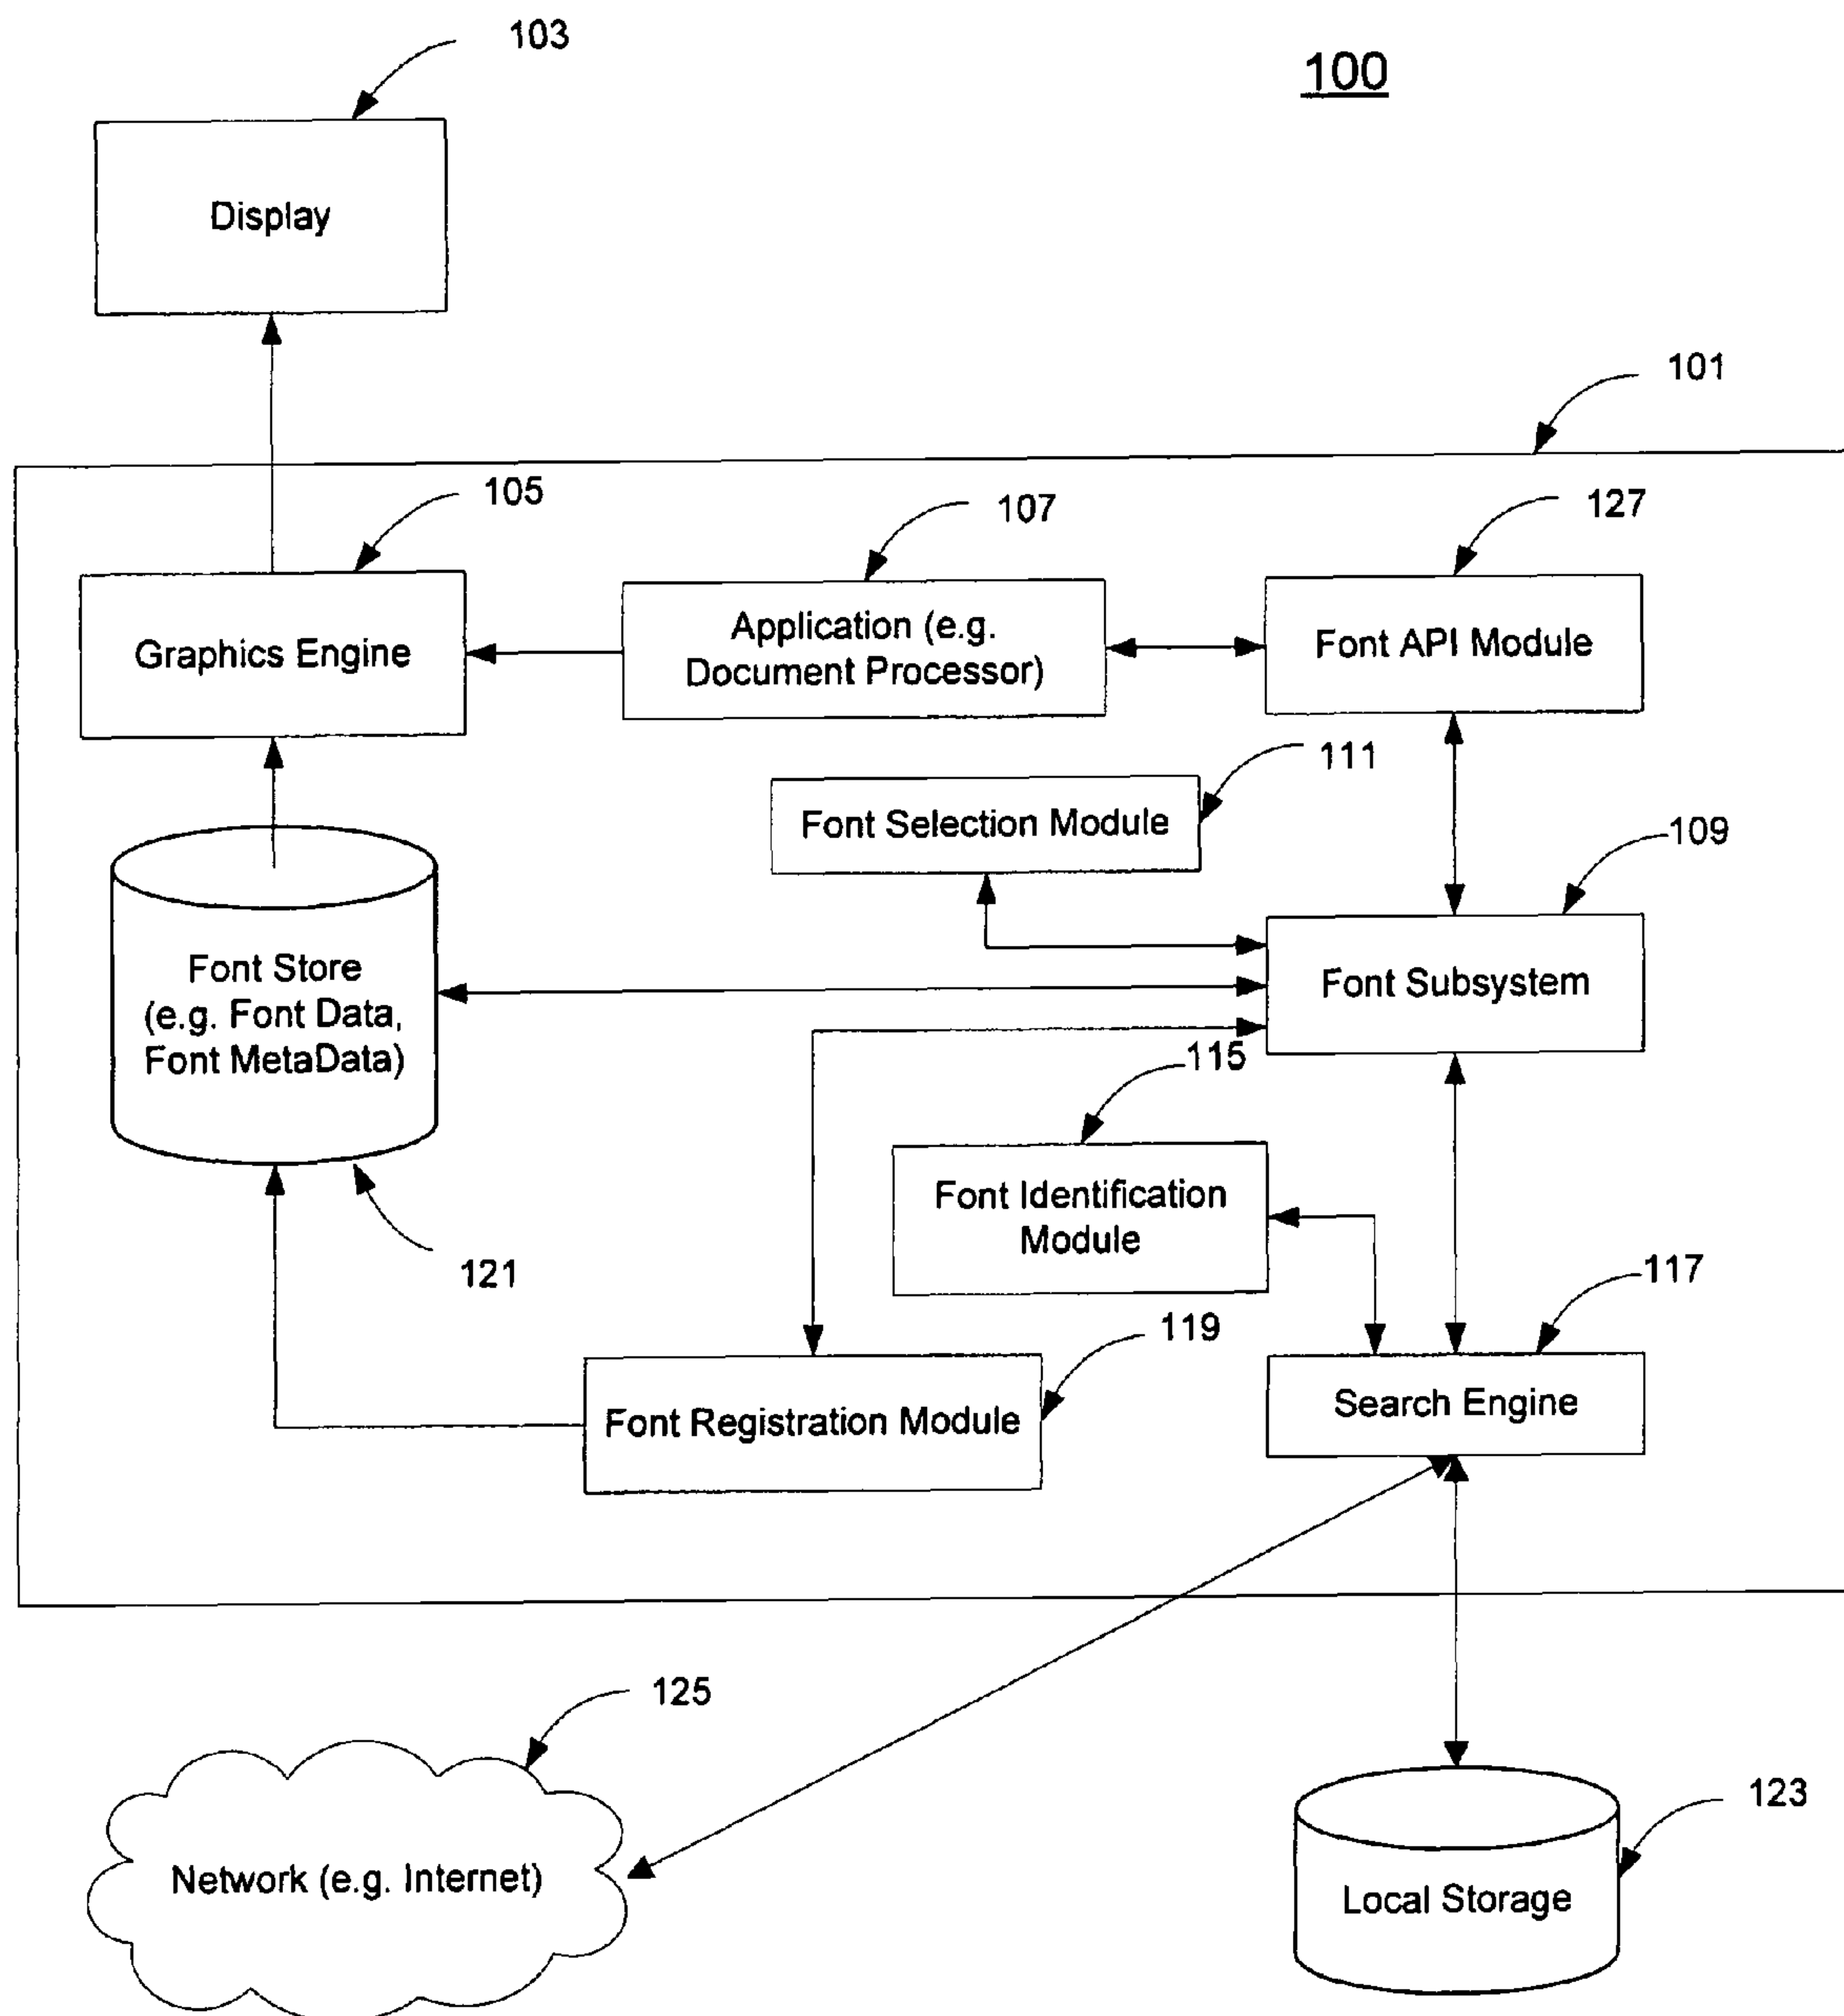 103
100
Display
101
105
107
127
Graphics Engine
Application (e.g.
Document Processor)
Font API Module
111
Font Selection Module
109
Font Store
(e.g. Font Data,
Font MetaData)
Font Subsystem
115
Font Identification
Module
121
117
119
Font Registration Module
Search Engine
125
123
Network (e.g. Internet)
Local Storage